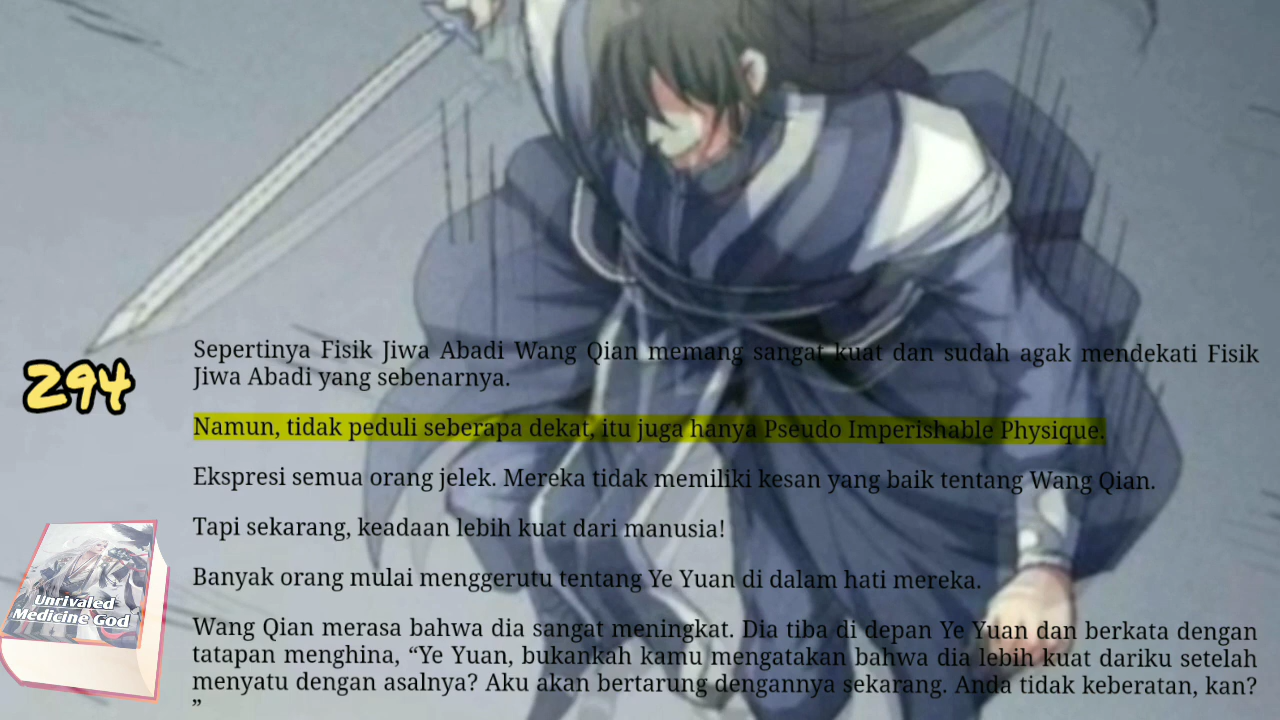 Sepertinya Fisik Jiwa Abadi Wang Qian memang sangat kuat dan sudah agak mendekati Fisik
Jiwa Abadi yang sebenarnya.
294
Namun, tidak peduli seberapa dekat, itu juga hanya Pseudo Imperishable Physique.
Ekspresi semua orang jelek. Mereka tidak memiliki kesan yang baik tentang Wang Qian.
Tapi sekarang, keadaan lebih kuat dari manusia!
Banyak orang mulai menggerutu tentang Ye Yuan di dalam hati mereka.
Unrivaled
Medicine God
Wang Qian merasa bahwa dia sangat meningkat. Dia tiba di depan Ye Yuan dan berkata dengan
tatapan menghina, “Ye Yuan, bukankah kamu mengatakan bahwa dia lebih kuat dariku setelah
menyatu dengan asalnya? Aku akan bertarung dengannya sekarang. Anda tidak keberatan, kan?
”